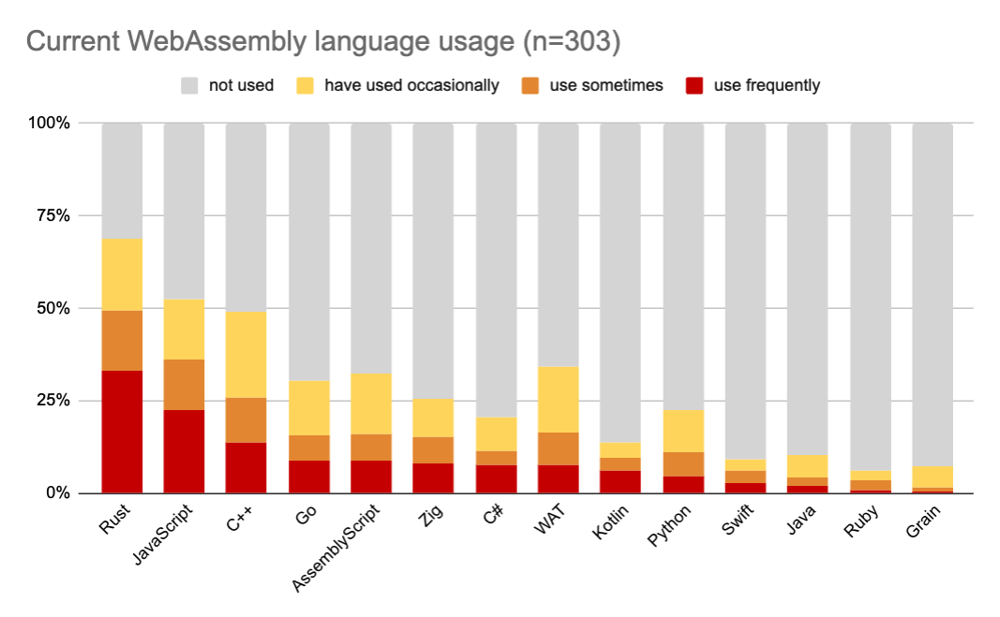 Current WebAssembly language usage (n=303)
not used have used occasionally use sometimes use frequently
100%
75%
50%
25%
0%
Rust JavaScript C++ Go AssemblyScript Zig C# WAT Kotlin Python Swift Java Ruby Grain